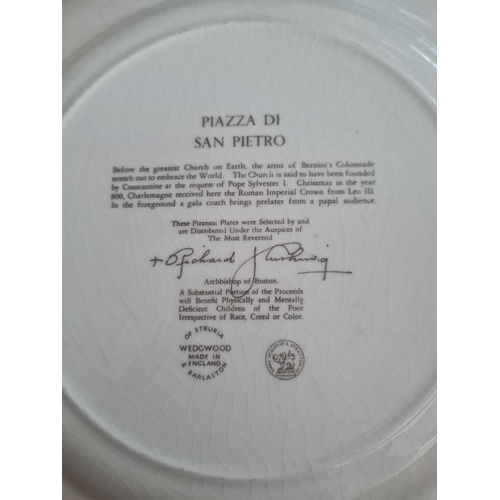 PIAZZA DI
SAN PIETRO
Before the greatest Church on Earth, the arms of Bernini's Colonnade
stretch out to embrace the World. The Church is said to have been founded
by Constantine at the request of Pope Sylvester I. Christmas in the year
800, Charlemagne received here the Roman Imperial Crown from Leo III.
In the foreground a gala coach brings prelates from a papal audience.
These Piranesi Plates were Selected by and
are Distributed Under the Auspices of
The Most Reverend
+ Richard J Cushing
Archbishop of Boston.
A Substantial Portion of the Proceeds
will Benefit Physically and Mentally
Deficient Children of the Poor
Irrespective of Race, Creed or Color.
OF ETRURIA
WEDGWOOD
MADE IN
ENGLAND
& BARLASTON